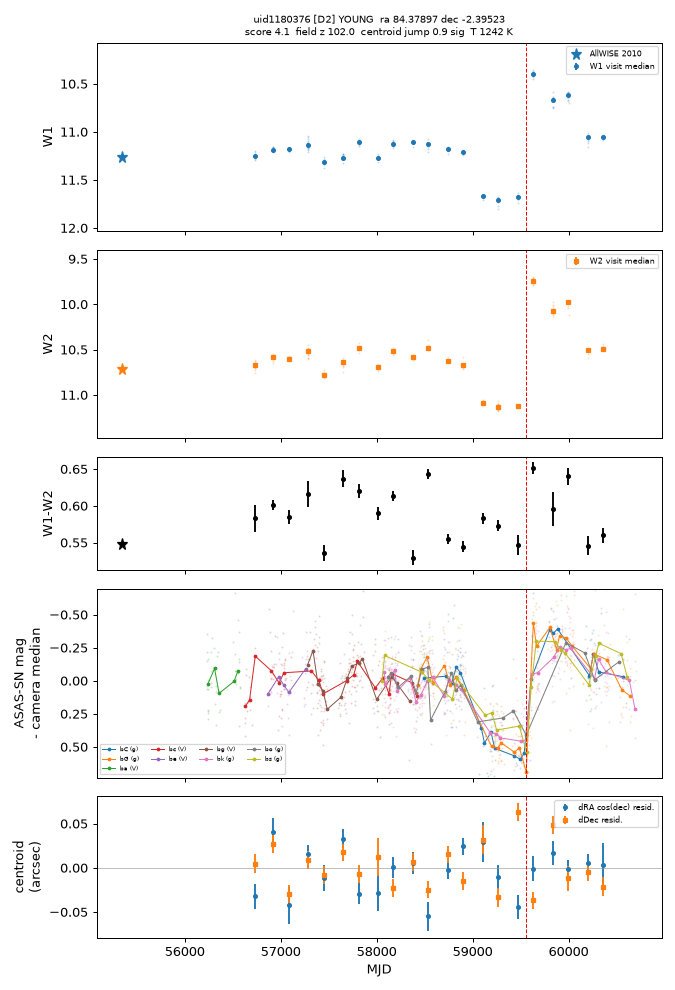 uid1180376 [D2] YOUNG  ra 84.37897 dec -2.39523
score 4.1  field z 102.0  centroid jump 0.9 sig  T 1242 K
10.5
11.0
11.5
12.0
W1
AllWISE 2010
W1 visit median
9.5
10.0
10.5
11.0
W2
W2 visit median
0.65
0.60
0.55
W1-W2
−0.50
−0.25
0.00
0.25
0.50
ASAS-SN mag
- camera median
bC (g)
bG (g)
ba (V)
bc (V)
be (V)
bg (V)
bk (g)
bo (g)
bs (g)
0.05
0.00
−0.05
centroid
(arcsec)
dRA cos(dec) resid.
dDec resid.
56000
57000
58000
59000
60000
MJD